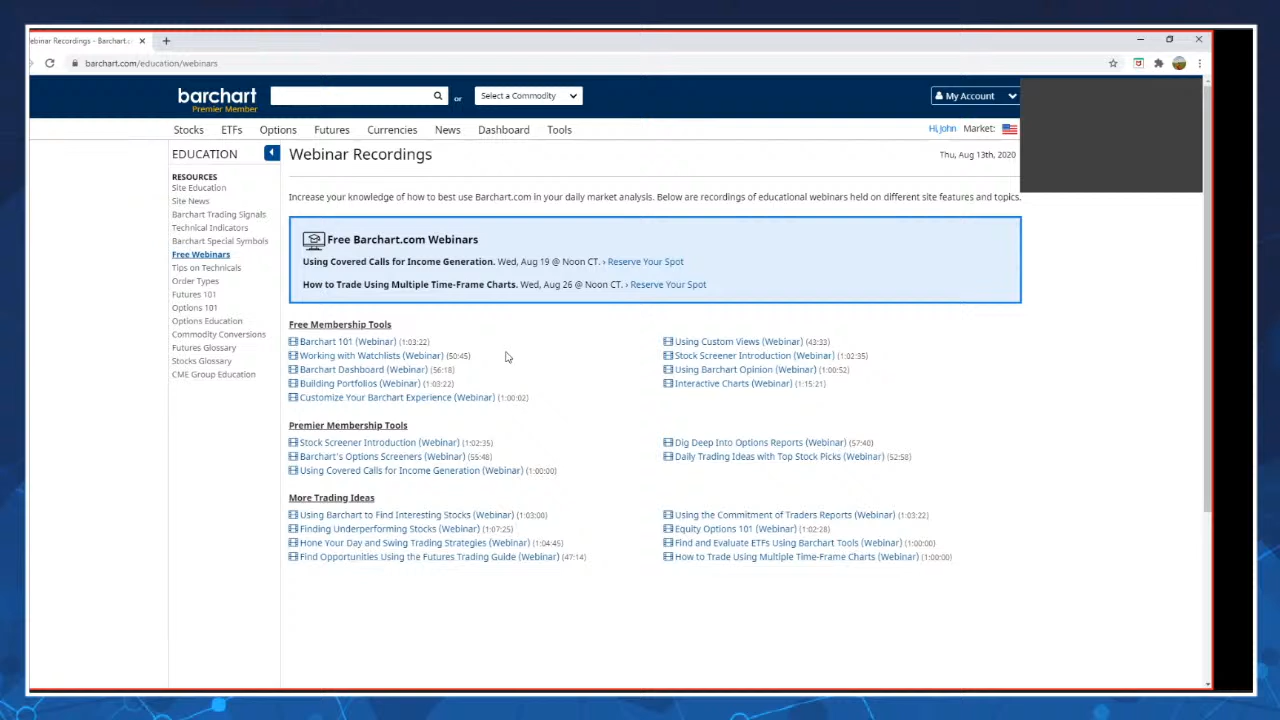 ebinar Recordings - Barchart.c
barchart.com/education/webinars
barchart
Premier Member
or
Select a Commodity
My Account
Stocks ETFs Options Futures Currencies News Dashboard Tools
Hi John Market:
EDUCATION
Webinar Recordings
Thu, Aug 13th, 2020
RESOURCES
Site Education
Site News
Barchart Trading Signals
Technical Indicators
Barchart Special Symbols
Free Webinars
Tips on Technicals
Order Types
Futures 101
Options 101
Options Education
Commodity Conversions
Futures Glossary
Stocks Glossary
CME Group Education
Increase your knowledge of how to best use Barchart.com in your daily market analysis. Below are recordings of educational webinars held on different site features and topics.
Free Barchart.com Webinars
Using Covered Calls for Income Generation. Wed, Aug 19 @ Noon CT. › Reserve Your Spot
How to Trade Using Multiple Time-Frame Charts. Wed, Aug 26 @ Noon CT. › Reserve Your Spot
Free Membership Tools
Barchart 101 (Webinar) (1:03:22)
Working with Watchlists (Webinar) (50:45)
Barchart Dashboard (Webinar) (56:18)
Building Portfolios (Webinar) (1:03:22)
Customize Your Barchart Experience (Webinar) (1:00:02)
Using Custom Views (Webinar) (43:33)
Stock Screener Introduction (Webinar) (1:02:35)
Using Barchart Opinion (Webinar) (1:00:52)
Interactive Charts (Webinar) (1:15:21)
Premier Membership Tools
Stock Screener Introduction (Webinar) (1:02:35)
Barchart's Options Screeners (Webinar) (55:48)
Using Covered Calls for Income Generation (Webinar) (1:00:00)
Dig Deep Into Options Reports (Webinar) (57:40)
Daily Trading Ideas with Top Stock Picks (Webinar) (52:58)
More Trading Ideas
Using Barchart to Find Interesting Stocks (Webinar) (1:03:00)
Finding Underperforming Stocks (Webinar) (1:07:25)
Hone Your Day and Swing Trading Strategies (Webinar) (1:04:45)
Find Opportunities Using the Futures Trading Guide (Webinar) (47:14)
Using the Commitment of Traders Reports (Webinar) (1:03:22)
Equity Options 101 (Webinar) (1:02:28)
Find and Evaluate ETFs Using Barchart Tools (Webinar) (1:00:00)
How to Trade Using Multiple Time-Frame Charts (Webinar) (1:00:00)